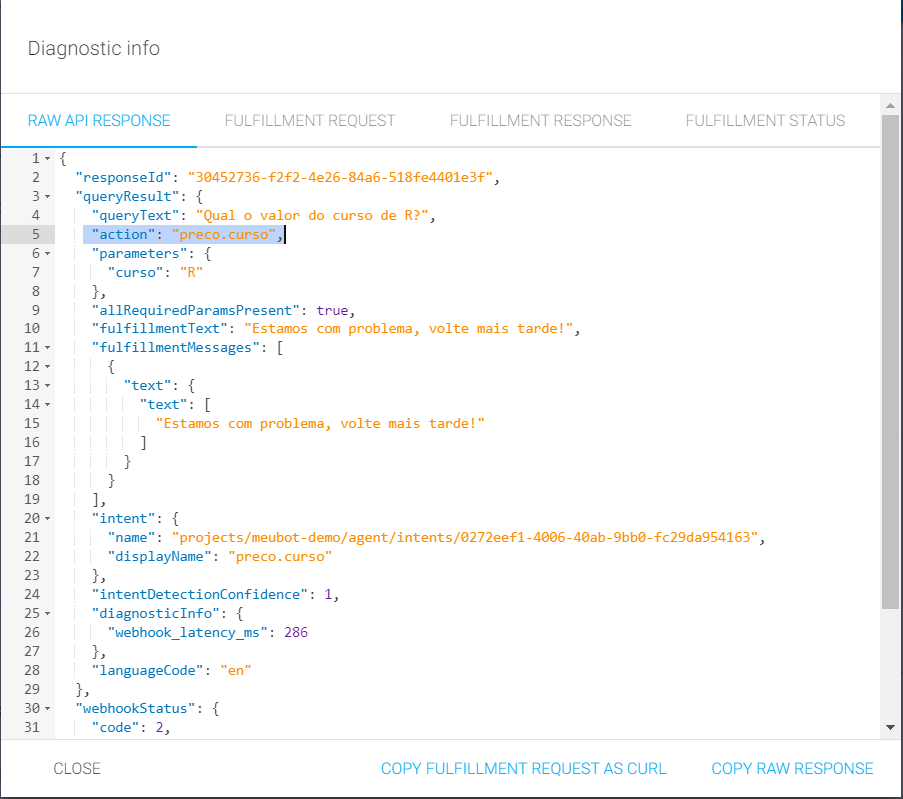 Diagnostic info
RAW API RESPONSE FULFILLMENT REQUEST FULFILLMENT RESPONSE FULFILLMENT STATUS
1 {
2 "responseId": "30452736-f2f2-4e26-84a6-518fe4401e3f",
3 "queryResult": {
4 "queryText": "Qual o valor do curso de R?",
5 "action": "preco.curso",
6 "parameters": {
7 "curso": "R"
8 },
9 "allRequiredParamsPresent": true,
10 "fulfillmentText": "Estamos com problema, volte mais tarde!",
11 "fulfillmentMessages": [
12 {
13 "text": {
14 "text": [
15 "Estamos com problema, volte mais tarde!"
16 ]
17 }
18 }
19 ],
20 "intent": {
21 "name": "projects/meubot-demo/agent/intents/0272eef1-4006-40ab-9bb0-fc29da954163",
22 "displayName": "preco.curso"
23 },
24 "intentDetectionConfidence": 1,
25 "diagnosticInfo": {
26 "webhook_latency_ms": 286
27 },
28 "languageCode": "en"
29 },
30 "webhookStatus": {
31 "code": 2,
CLOSE COPY FULFILLMENT REQUEST AS CURL COPY RAW RESPONSE